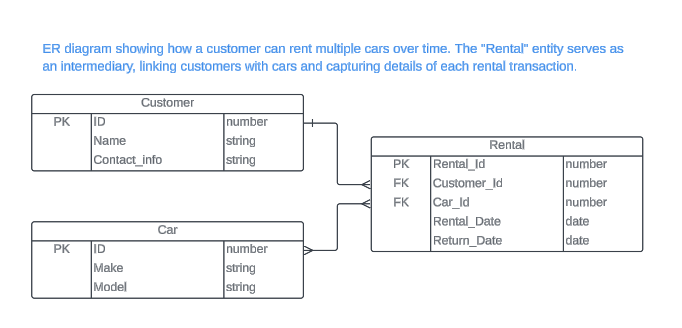 ER diagram showing how a customer can rent multiple cars over time. The "Rental" entity serves as
an intermediary, linking customers with cars and capturing details of each rental transaction.
Customer
PK ID number
Name string
Contact_info string
Rental
PK Rental_Id number
FK Customer_Id number
FK Car_Id number
Rental_Date date
Return_Date date
Car
PK ID number
Make string
Model string